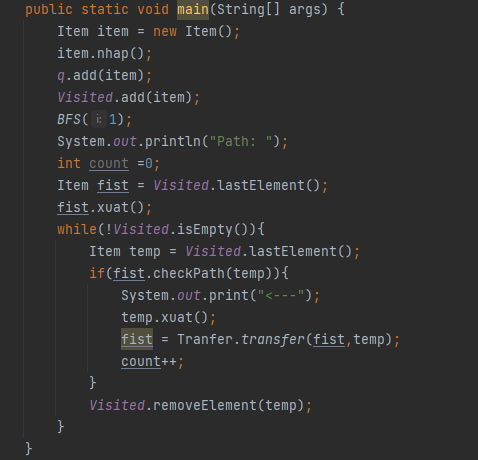 public static void main(String[] args) {
Item item = new Item();
item.nhap();
q.add(item);
Visited.add(item);
BFS( i: 1);
System.out.println("Path: ");
int count =0;
Item fist = Visited.lastElement();
fist.xuat();
while(!Visited.isEmpty()){
Item temp = Visited.lastElement();
if(fist.checkPath(temp)){
System.out.print("<---");
temp.xuat();
fist = Tranfer.transfer(fist,temp);
count++;
}
Visited.removeElement(temp);
}
}